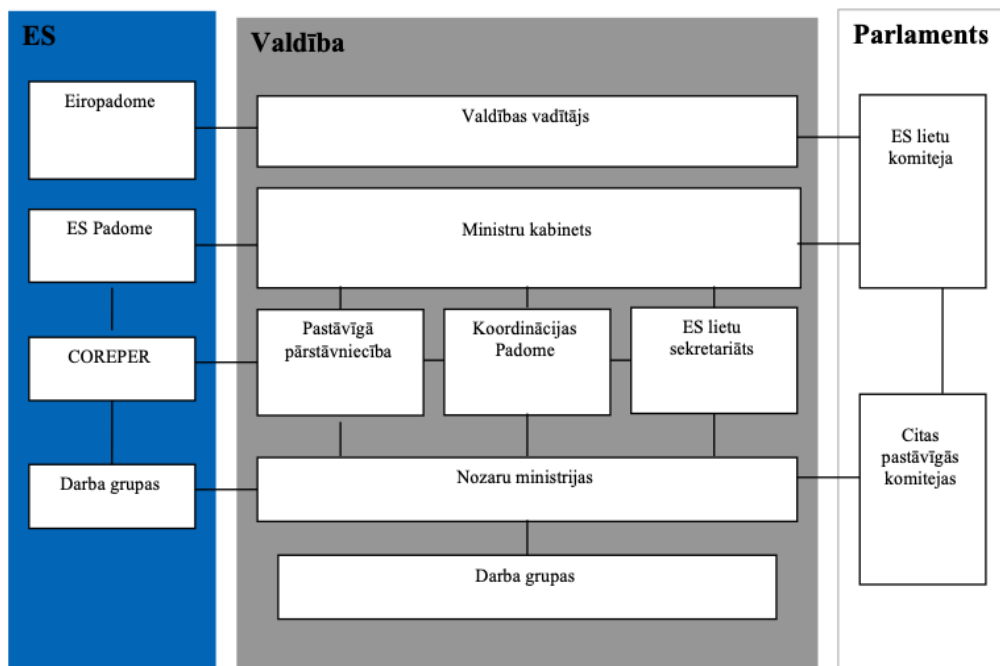 ES
Eiropadome
ES Padome
COREPER
Darba grupas
Valdība
Valdības vadītājs
Ministru kabinets
Pastāvīgā
pārstāvniecība
Koordinācijas
Padome
ES lietu
sekretariāts
Nozaru ministrijas
Darba grupas
Parlaments
ES lietu
komiteja
Citas
pastāvīgās
komitejas